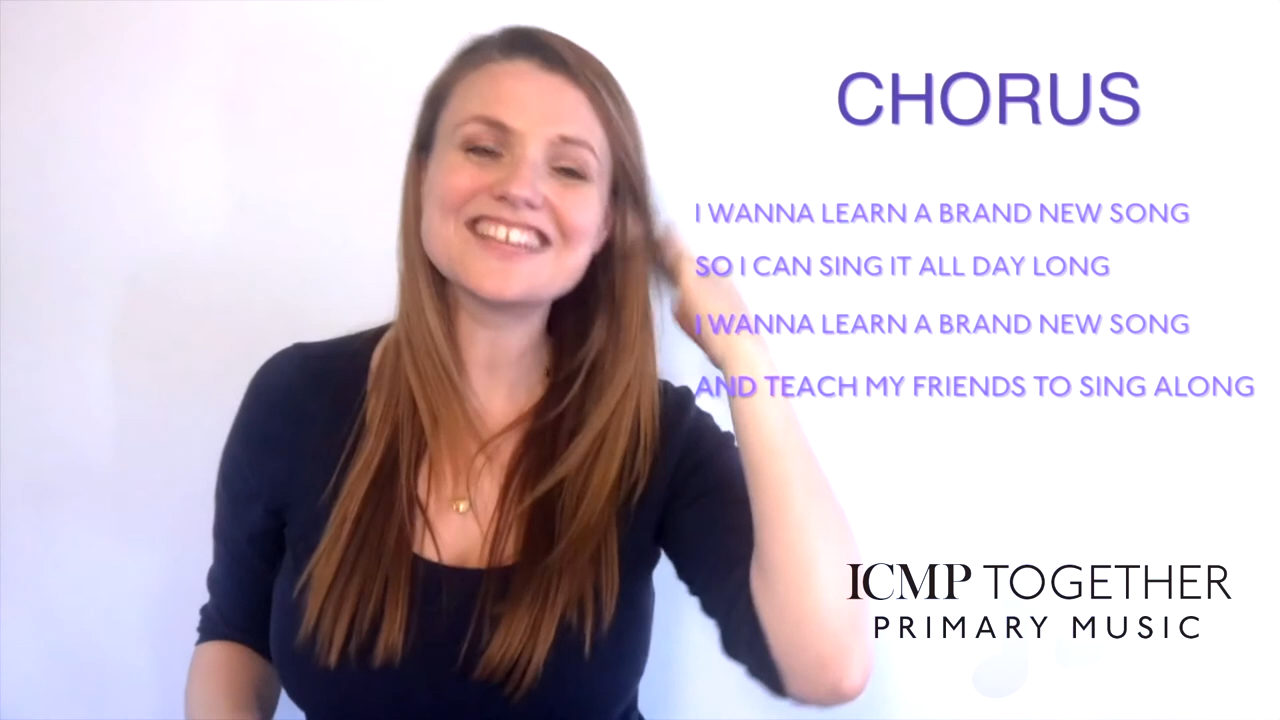 CHORUS
I WANNA LEARN A BRAND NEW SONG
SO I CAN SING IT ALL DAY LONG
I WANNA LEARN A BRAND NEW SONG
AND TEACH MY FRIENDS TO SING ALONG
ICMP TOGETHER
PRIMARY MUSIC